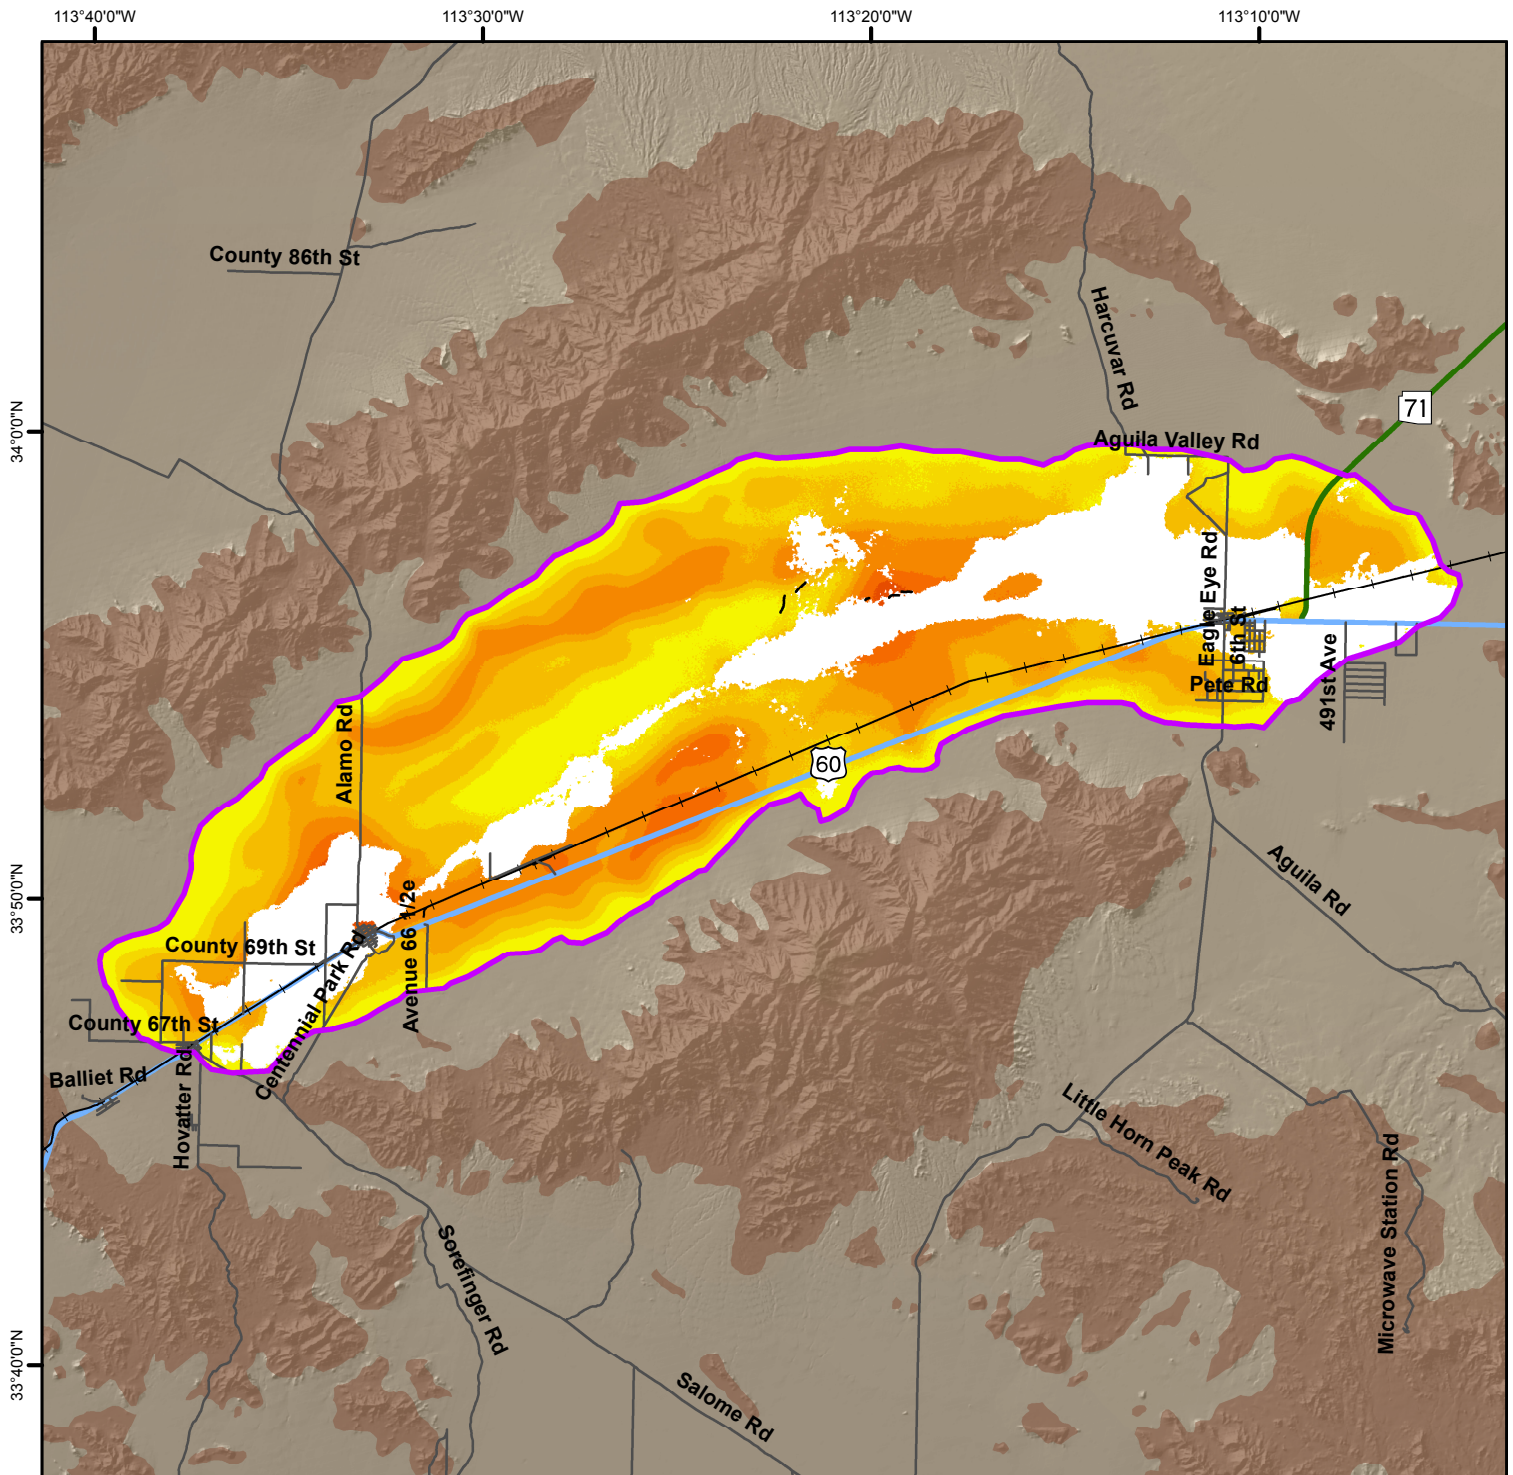 113°40'0"W
113°30'0"W
113°20'0"W
113°10'0"W
County 86th St
Harcuvar Rd
71
34°0'0"N
Aguila Valley Rd
Eagle Eye Rd
6th St
491st Ave
Pete Rd
Alamo Rd
60
33°50'0"N
Avenue 66 1/2e
Aguila Rd
County 69th St
Centennial Park Rd
County 67th St
Balliet Rd
Hovatter Rd
Little Horn Peak Rd
Microwave Station Rd
Sorefinger Rd
33°40'0"N
Salome Rd